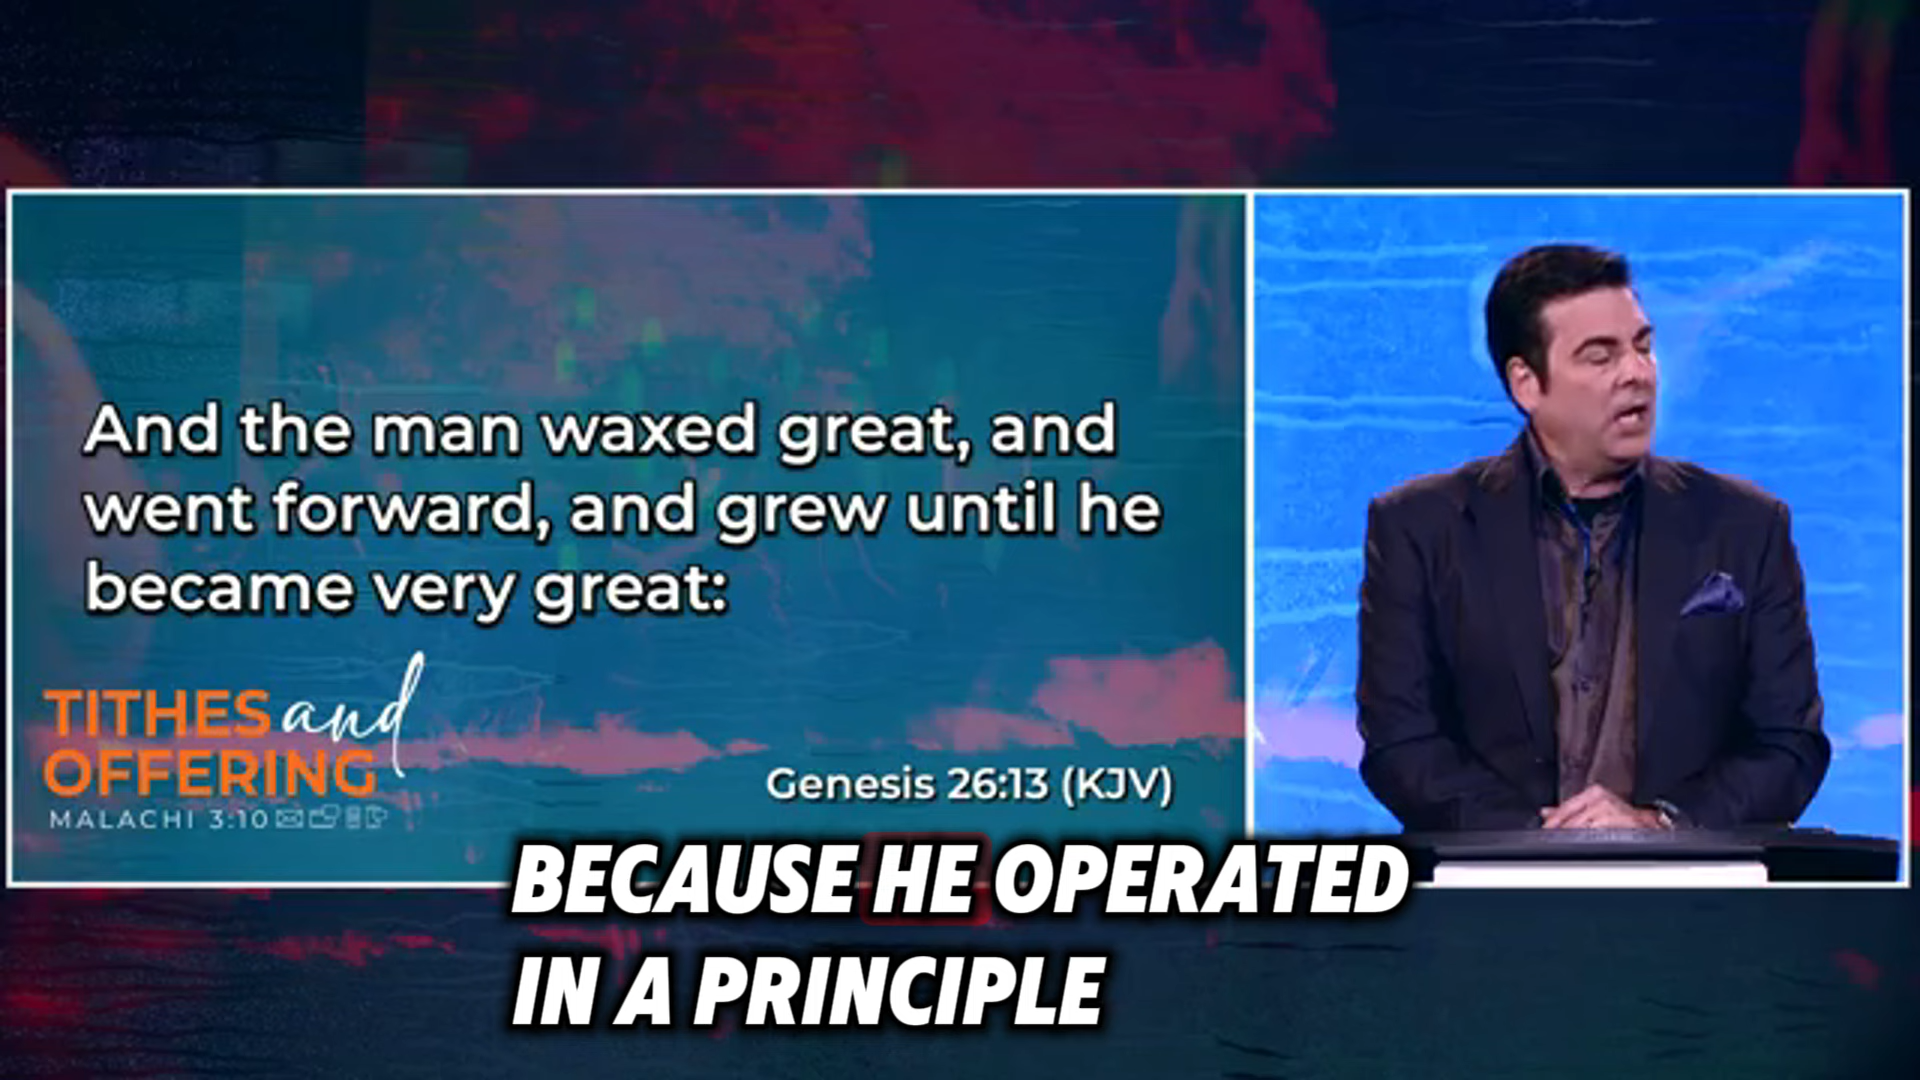 And the man waxed great, and
went forward, and grew until he
became very great:
TITHES and
OFFERING
MALACHI 3:10
Genesis 26:13 (KJV)
BECAUSE HE OPERATED
IN A PRINCIPLE